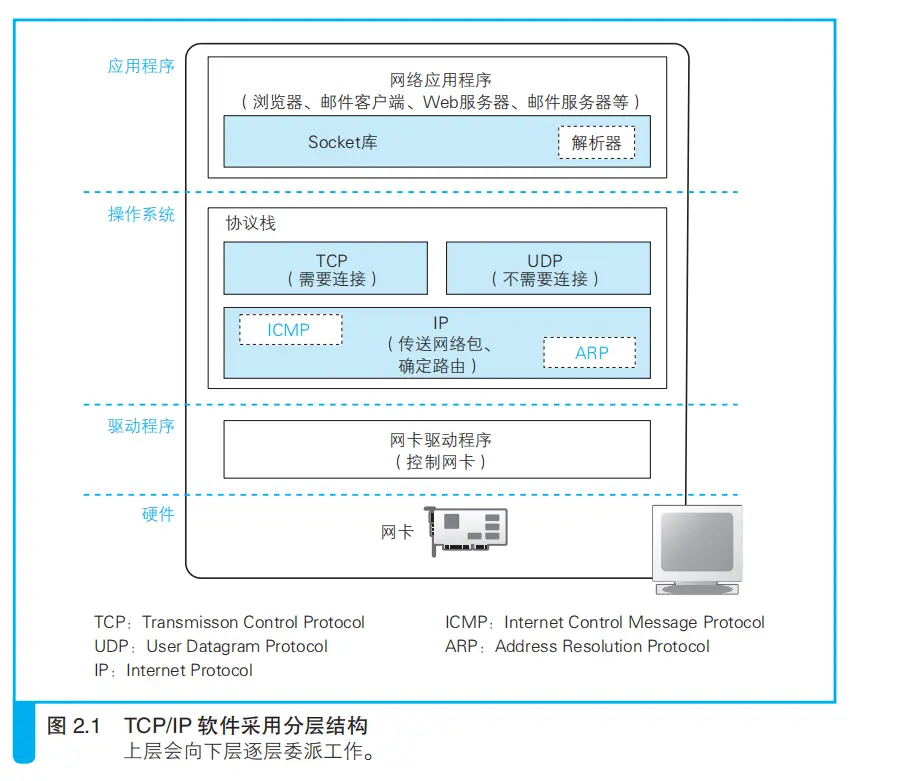 应用程序
网络应用程序
（浏览器、邮件客户端、Web服务器、邮件服务器等）
Socket库
解析器
操作系统
协议栈
TCP
（需要连接）
UDP
（不需要连接）
ICMP
IP
（传送网络包、
确定路由）
ARP
驱动程序
网卡驱动程序
（控制网卡）
硬件
网卡
TCP：Transmisson Control Protocol
UDP：User Datagram Protocol
IP：Internet Protocol
ICMP：Internet Control Message Protocol
ARP：Address Resolution Protocol
图 2.1 TCP/IP 软件采用分层结构
上层会向下层逐层委派工作。